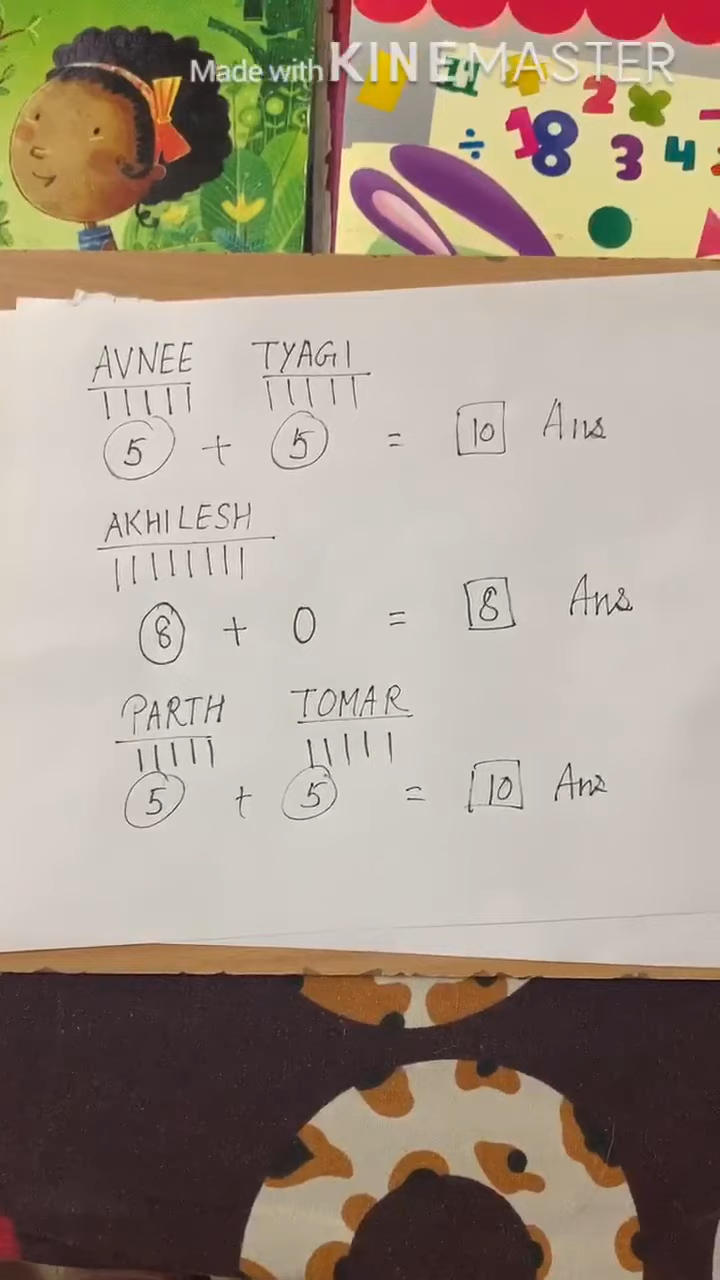 Made with KINEMASTER
2
÷ 18 3 4
AVNEE TYAGI
5 + 5 = 10 Ans
AKHILESH
8 + 0 = 8 Ans
PARTH TOMAR
5 + 5 = 10 Ans